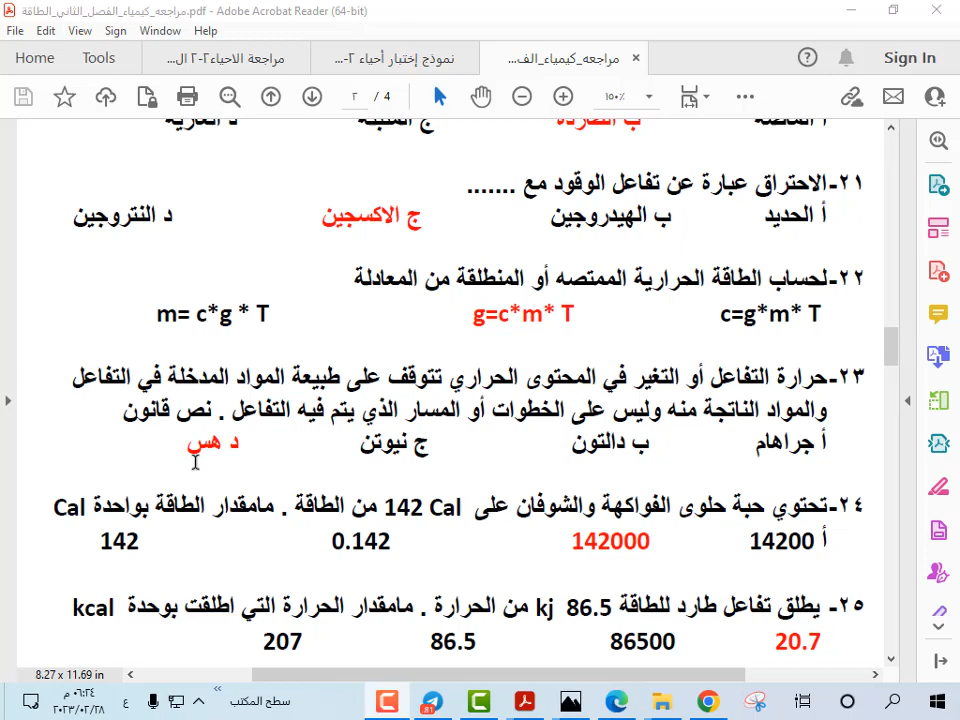 مراجعه_كيمياء_الفصل_الثاني_الطاقة.pdf - Adobe Acrobat Reader (64-bit)
File Edit View Sign Window Help
Home Tools مراجعة الاحياء٢-٢ ال... نموذج إختبار أحياء ٢-... مراجعه_كيمياء_الف... × Sign In
٢ / 4 ١٥٠٪
أ الماصة ب الطاردة ج المثبتة د العازية
٢١-الاحتراق عبارة عن تفاعل الوقود مع .......
أ الحديد ب الهيدروجين ج الاكسجين د النتروجين
٢٢-لحساب الطاقة الحرارية الممتصه أو المنطلقة من المعادلة
c=g*m* T g=c*m* T m= c*g * T
٢٣-حرارة التفاعل أو التغير في المحتوى الحراري تتوقف على طبيعة المواد المدخلة في التفاعل
والمواد الناتجة منه وليس على الخطوات أو المسار الذي يتم فيه التفاعل . نص قانون
أ جراهام ب دالتون ج نيوتن د هس
٢٤-تحتوي حبة حلوى الفواكهة والشوفان على 142 Cal من الطاقة . مامقدار الطاقة بواحدة Cal
أ 14200 142000 0.142 142
٢٥- يطلق تفاعل طارد للطاقة 86.5 kj من الحرارة . مامقدار الحرارة التي اطلقت بوحدة kcal
20.7 86500 86.5 207
8.27 x 11.69 in
سطح المكتب
ع
٠٦:٢٤ م
٢٠٢٣/٠٢/٢٨